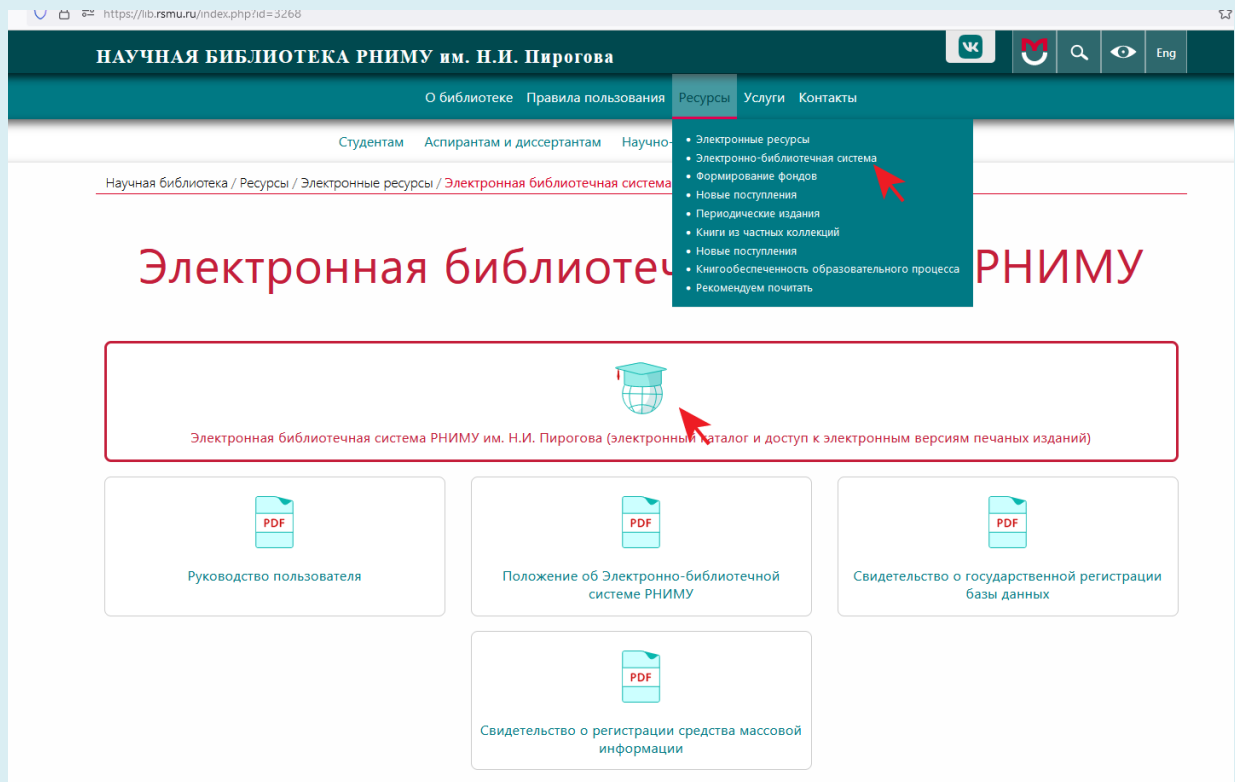 https://lib.rsmu.ru/index.php?id=3268
НАУЧНАЯ БИБЛИОТЕКА РНИМУ им. Н.И. Пирогова
Eng
О библиотеке Правила пользования Ресурсы Услуги Контакты
Студентам Аспирантам и диссертантам Научно-
• Электронные ресурсы
• Электронно-библиотечная система
• Формирование фондов
• Новые поступления
• Периодические издания
• Книги из частных коллекций
• Новые поступления
• Книгообеспеченность образовательного процесса
• Рекомендуем почитать
Научная библиотека / Ресурсы / Электронные ресурсы / Электронная библиотечная система
Электронная библиотеч РНИМУ
Электронная библиотечная система РНИМУ им. Н.И. Пирогова (электронный каталог и доступ к электронным версиям печаных изданий)
PDF
Руководство пользователя
PDF
Положение об Электронно-библиотечной
системе РНИМУ
PDF
Свидетельство о государственной регистрации
базы данных
PDF
Свидетельство о регистрации средства массовой
информации